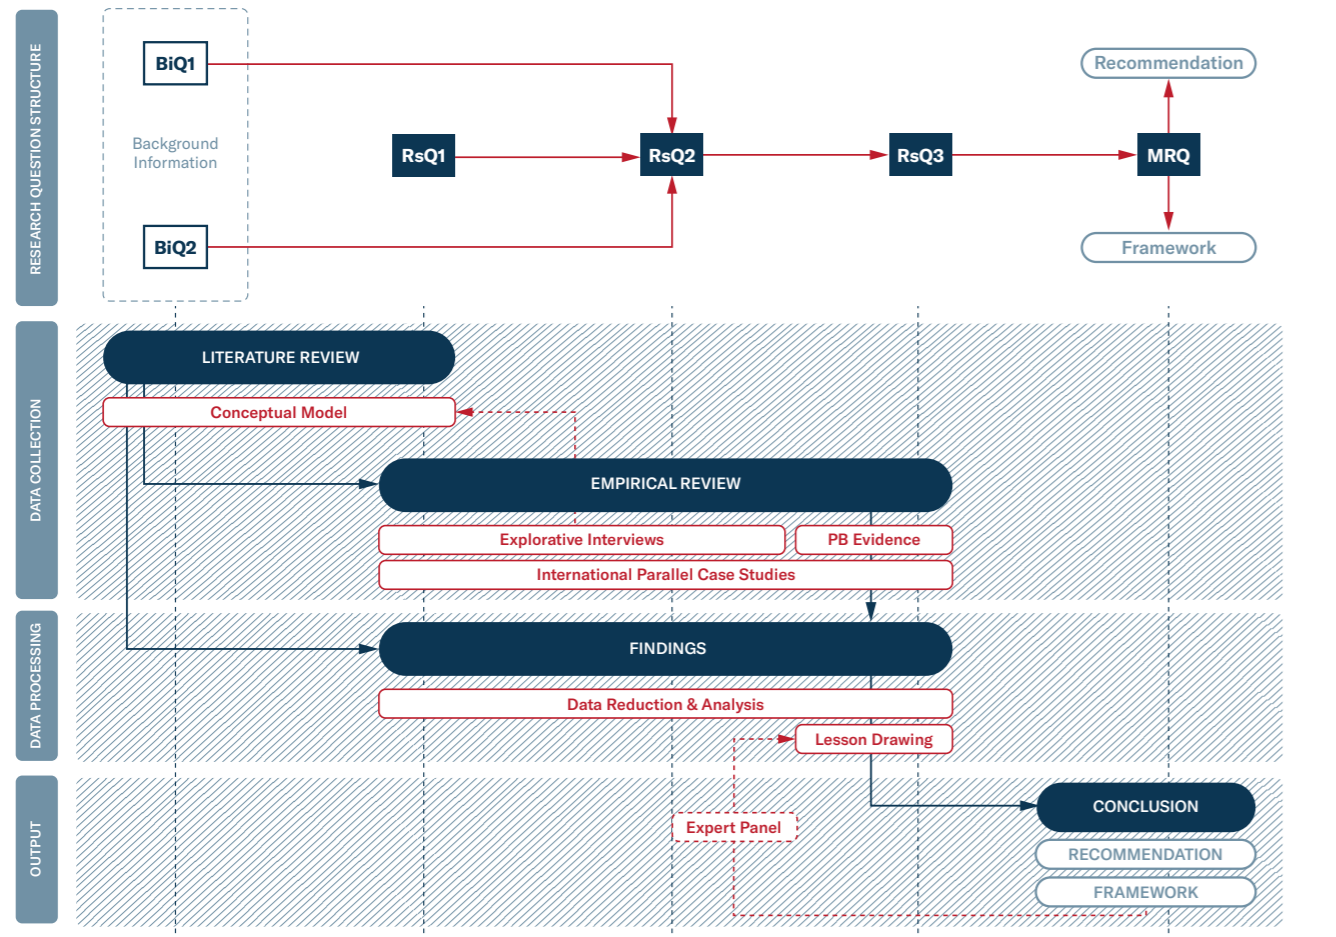 RESEARCH QUESTION STRUCTURE
BiQ1
Background
Information
BiQ2
RsQ1
RsQ2
RsQ3
MRQ
Recommendation
Framework
DATA COLLECTION
LITERATURE REVIEW
Conceptual Model
EMPIRICAL REVIEW
Explorative Interviews
PB Evidence
International Parallel Case Studies
DATA PROCESSING
FINDINGS
Data Reduction & Analysis
Lesson Drawing
OUTPUT
Expert Panel
CONCLUSION
RECOMMENDATION
FRAMEWORK